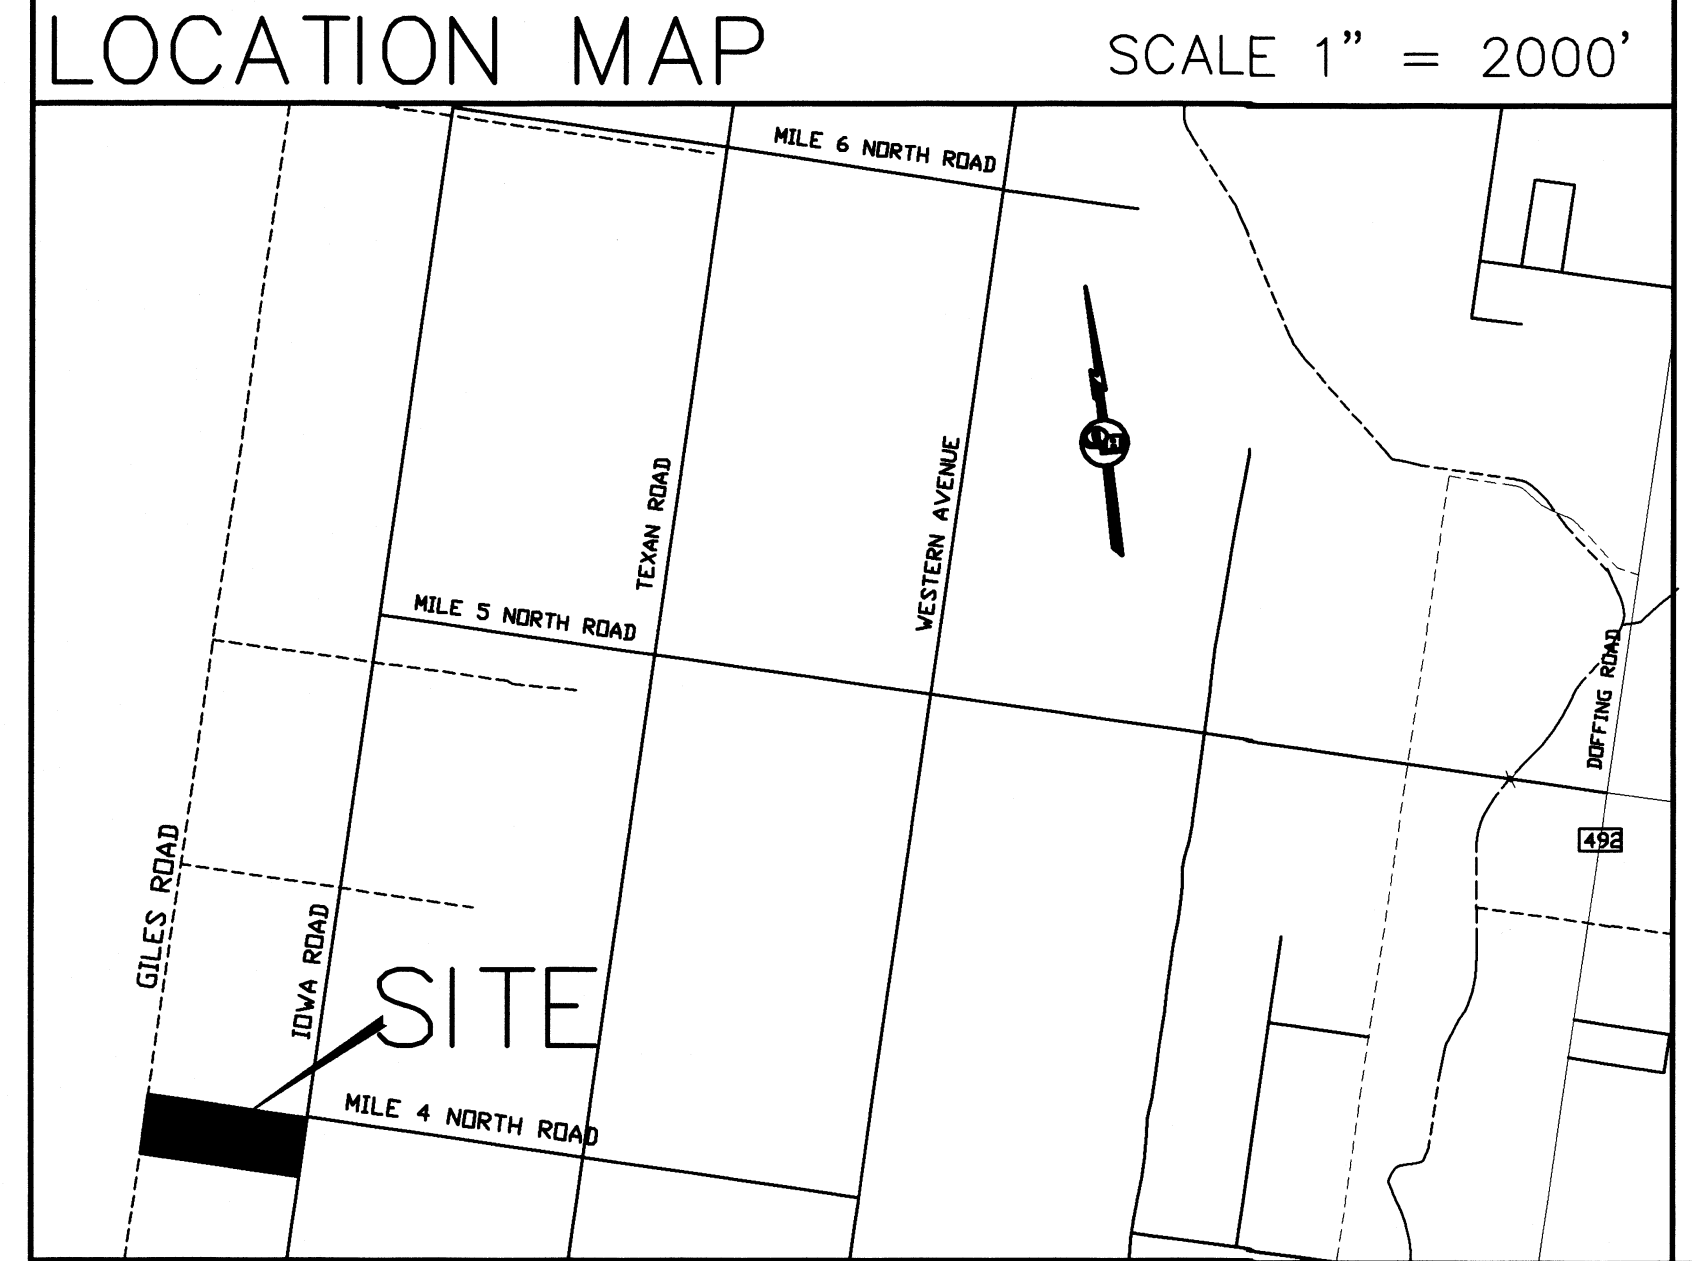 LOCATION MAP
SCALE 1" = 2000'
MILE 6 NORTH ROAD
TEXAN ROAD
WESTERN AVENUE
MILE 5 NORTH ROAD
DOFFING ROAD
492
GILES ROAD
IOWA ROAD
SITE
MILE 4 NORTH ROAD